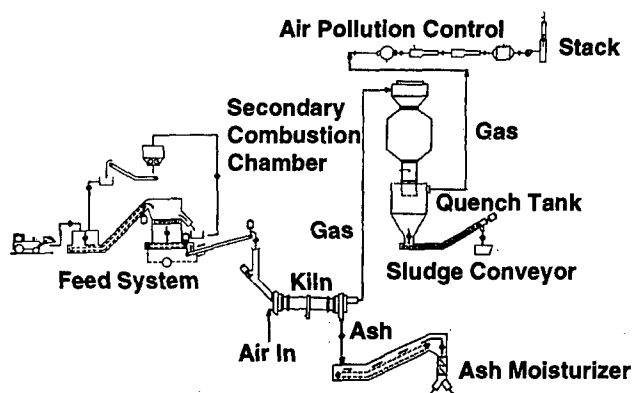 Air Pollution Control
Stack
Secondary
Combustion
Chamber
Gas
Quench Tank
Gas
Sludge Conveyor
Feed System
Kiln
Air In
Ash
Ash Moisturizer